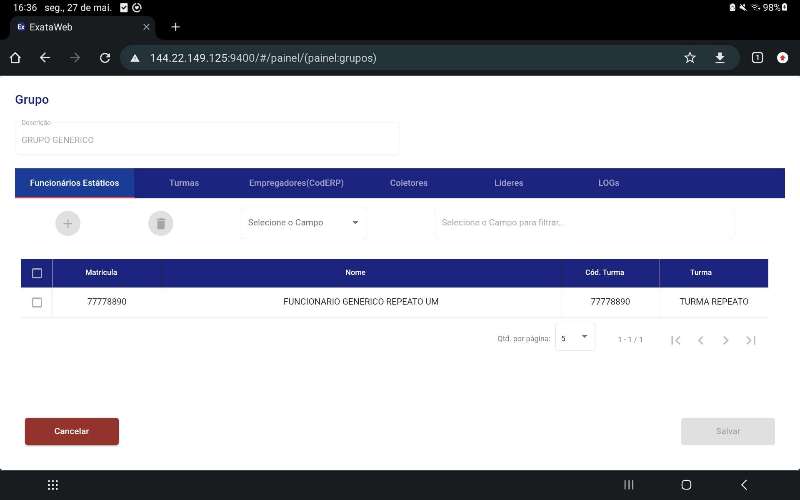 16:36 seg., 27 de mai. 98%
Ex ExataWeb
144.22.149.125:9400/#/painel/(painel:grupos) 1
Grupo
Descrição
GRUPO GENERICO
Funcionários Estáticos Turmas Empregadores(CodERP) Coletores Líderes LOGs
Selecione o Campo Selecione o Campo para filtrar...
Matrícula Nome Cód. Turma Turma
77778890 FUNCIONARIO GENERICO REPEATO UM 77778890 TURMA REPEATO
Qtd. por página: 5 1 - 1 / 1
Cancelar Salvar